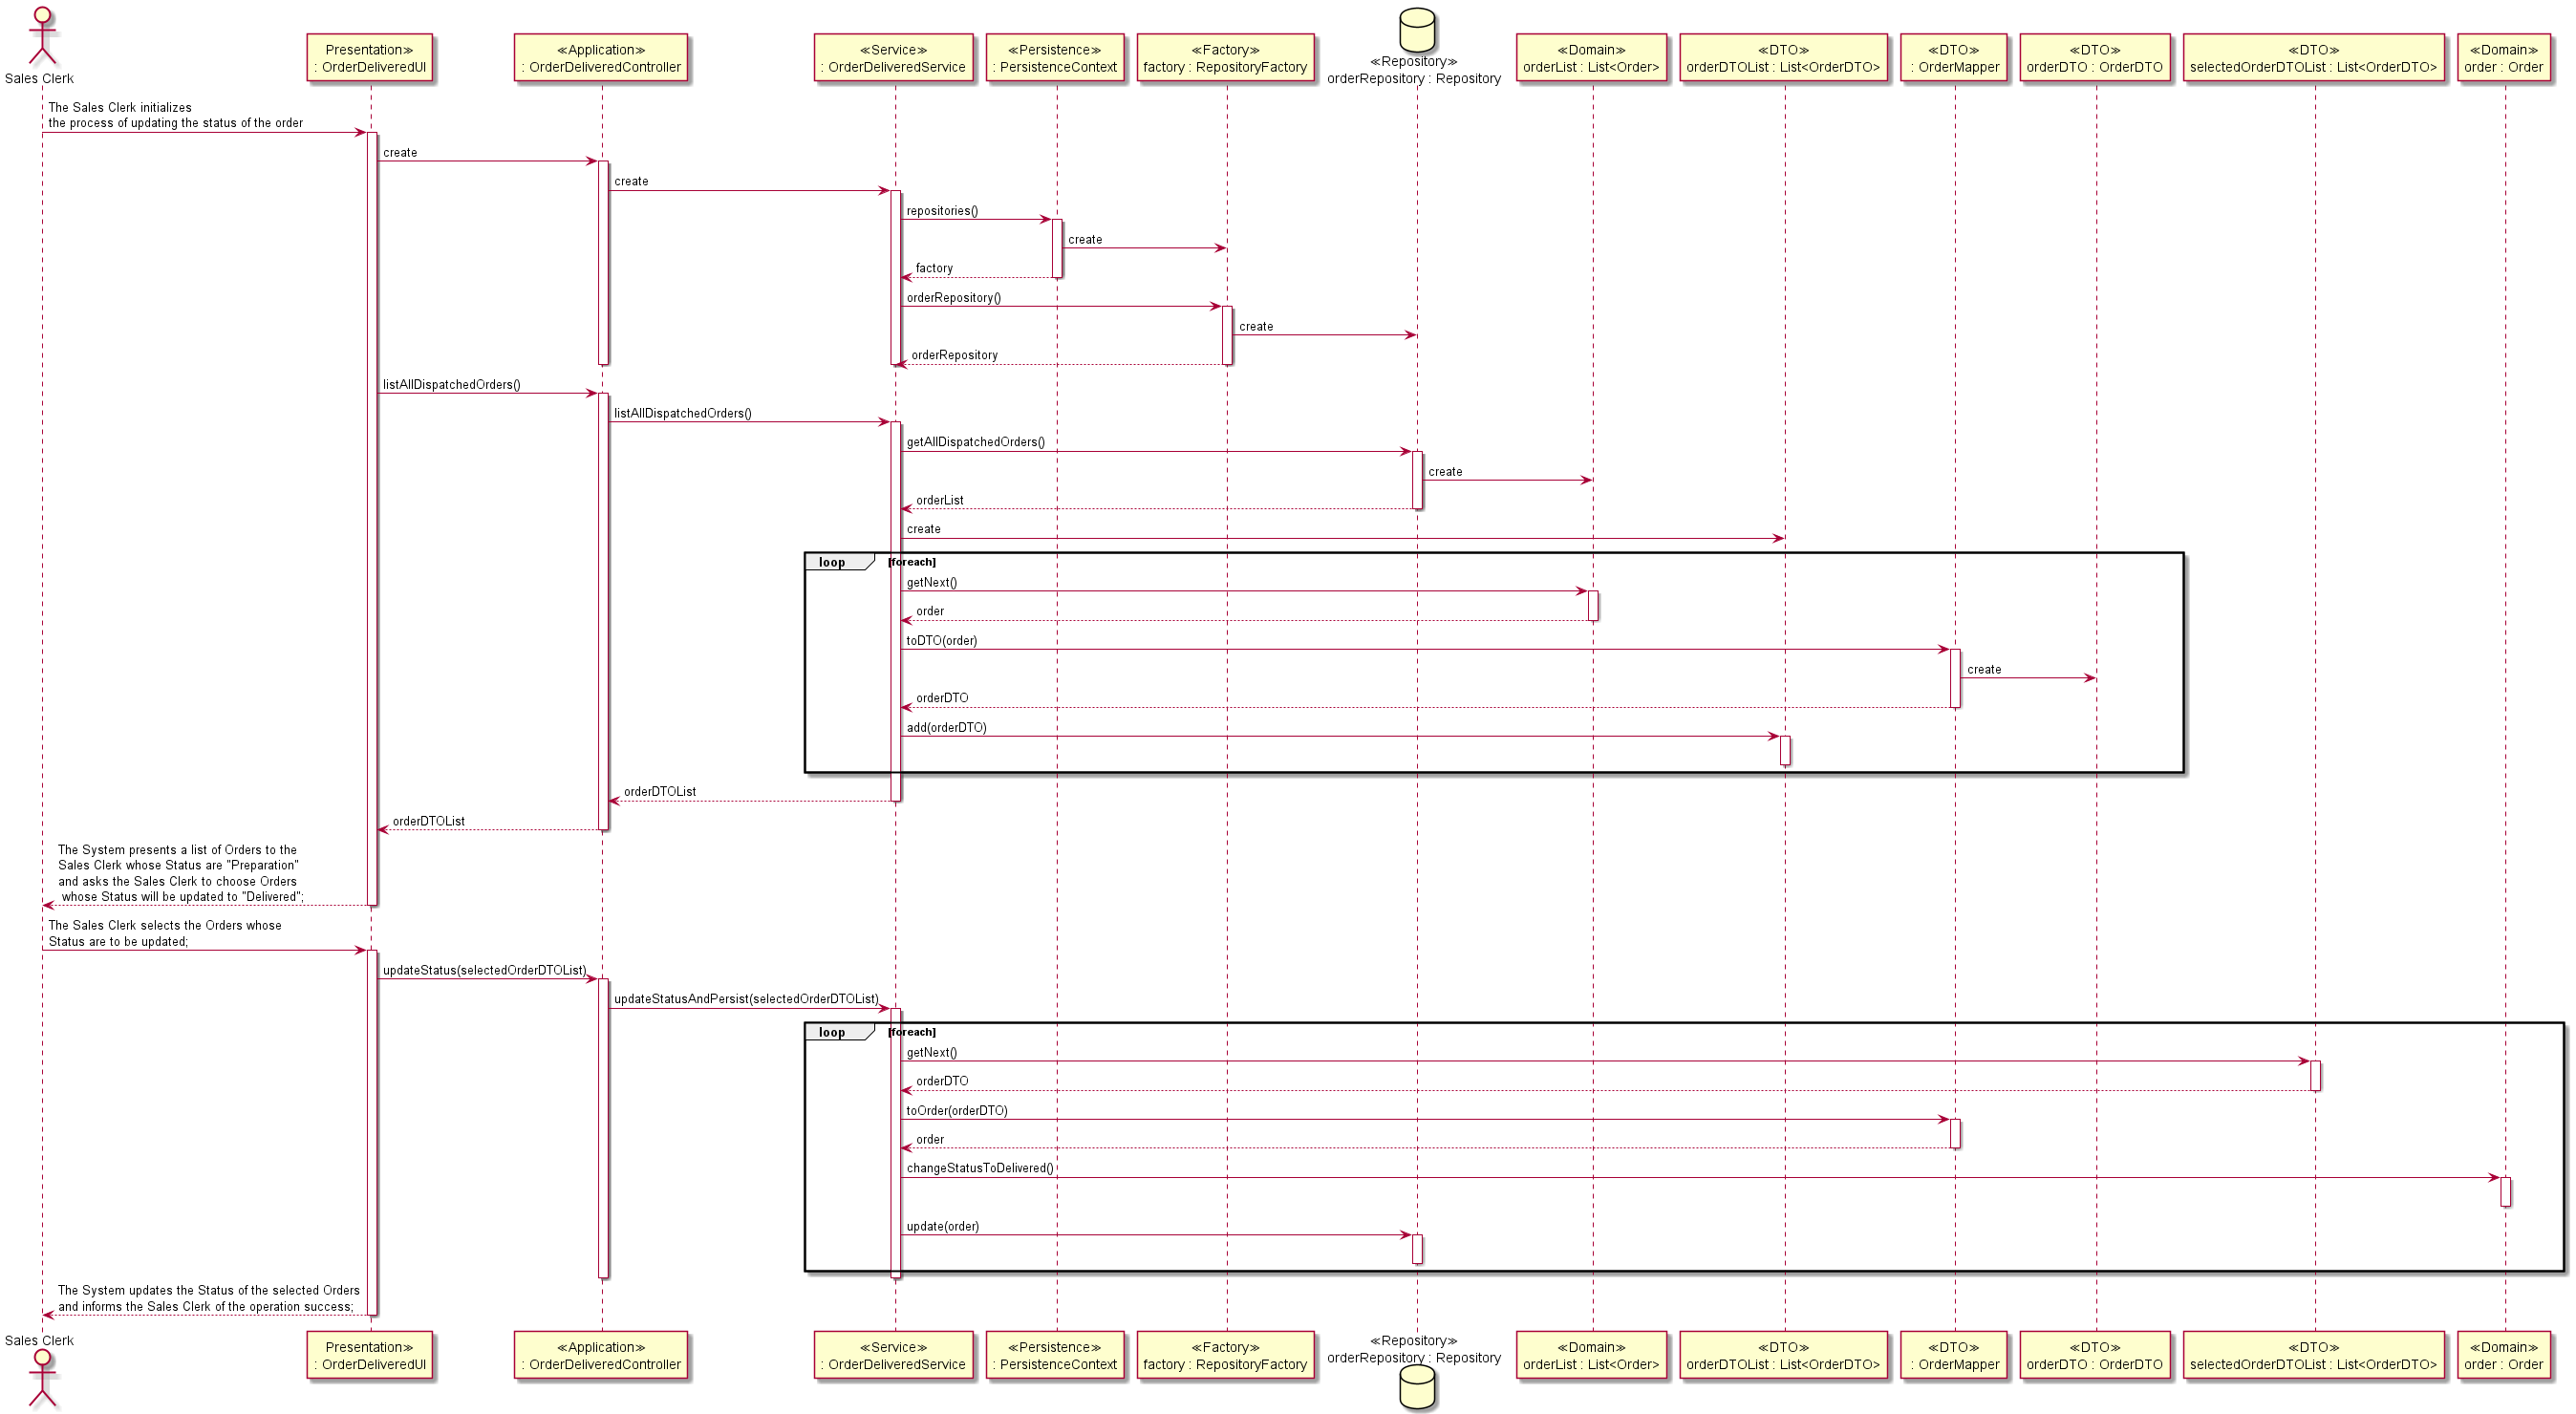 Sales Clerk
Presentation≫
: OrderDeliveredUI
≪Application≫
: OrderDeliveredController
≪Service≫
: OrderDeliveredService
≪Persistence≫
: PersistenceContext
≪Factory≫
factory : RepositoryFactory
≪Repository≫
orderRepository : Repository
≪Domain≫
orderList : List<Order>
≪DTO≫
orderDTOList : List<OrderDTO>
≪DTO≫
: OrderMapper
≪DTO≫
orderDTO : OrderDTO
≪DTO≫
selectedOrderDTOList : List<OrderDTO>
≪Domain≫
order : Order
The Sales Clerk initializes
the process of updating the status of the order
create
create
repositories()
create
factory
orderRepository()
create
orderRepository
listAllDispatchedOrders()
listAllDispatchedOrders()
getAllDispatchedOrders()
create
orderList
create
loop [foreach]
getNext()
order
toDTO(order)
create
orderDTO
add(orderDTO)
orderDTOList
orderDTOList
The System presents a list of Orders to the
Sales Clerk whose Status are "Preparation"
and asks the Sales Clerk to choose Orders
whose Status will be updated to "Delivered";
The Sales Clerk selects the Orders whose
Status are to be updated;
updateStatus(selectedOrderDTOList)
updateStatusAndPersist(selectedOrderDTOList)
loop [foreach]
getNext()
orderDTO
toOrder(orderDTO)
order
changeStatusToDelivered()
update(order)
The System updates the Status of the selected Orders
and informs the Sales Clerk of the operation success;
Sales Clerk
Presentation≫
: OrderDeliveredUI
≪Application≫
: OrderDeliveredController
≪Service≫
: OrderDeliveredService
≪Persistence≫
: PersistenceContext
≪Factory≫
factory : RepositoryFactory
≪Repository≫
orderRepository : Repository
≪Domain≫
orderList : List<Order>
≪DTO≫
orderDTOList : List<OrderDTO>
≪DTO≫
: OrderMapper
≪DTO≫
orderDTO : OrderDTO
≪DTO≫
selectedOrderDTOList : List<OrderDTO>
≪Domain≫
order : Order